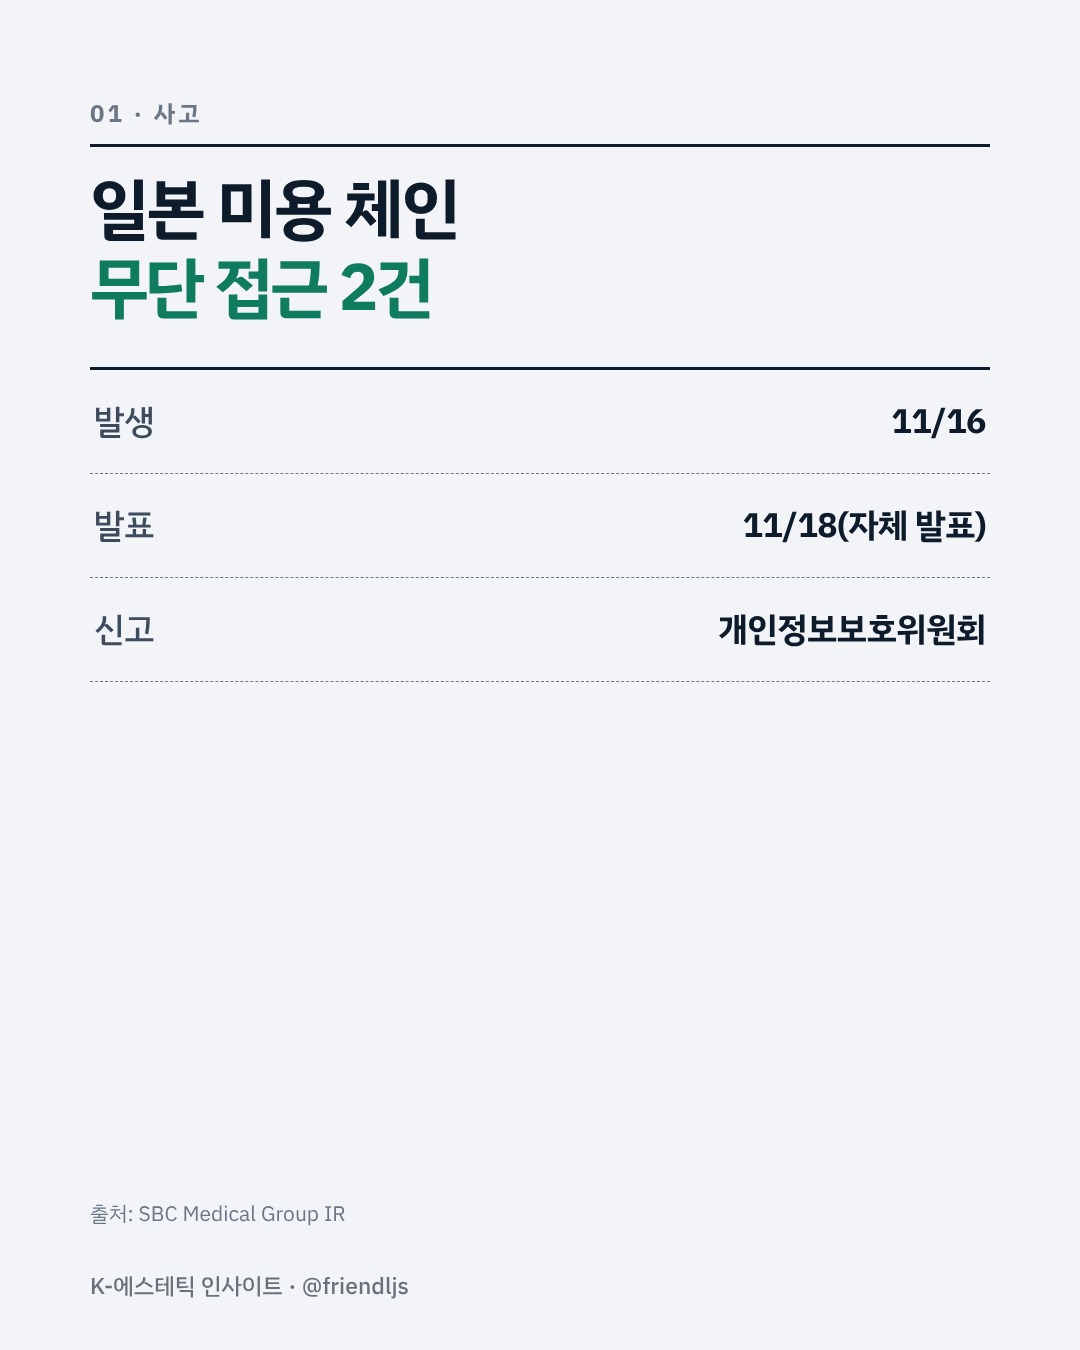 01 · 사고
일본 미용 체인
무단 접근 2건
발생 11/16
발표 11/18(자체 발표)
신고 개인정보보호위원회
출처: SBC Medical Group IR
K-에스테틱 인사이트 · @friendljs